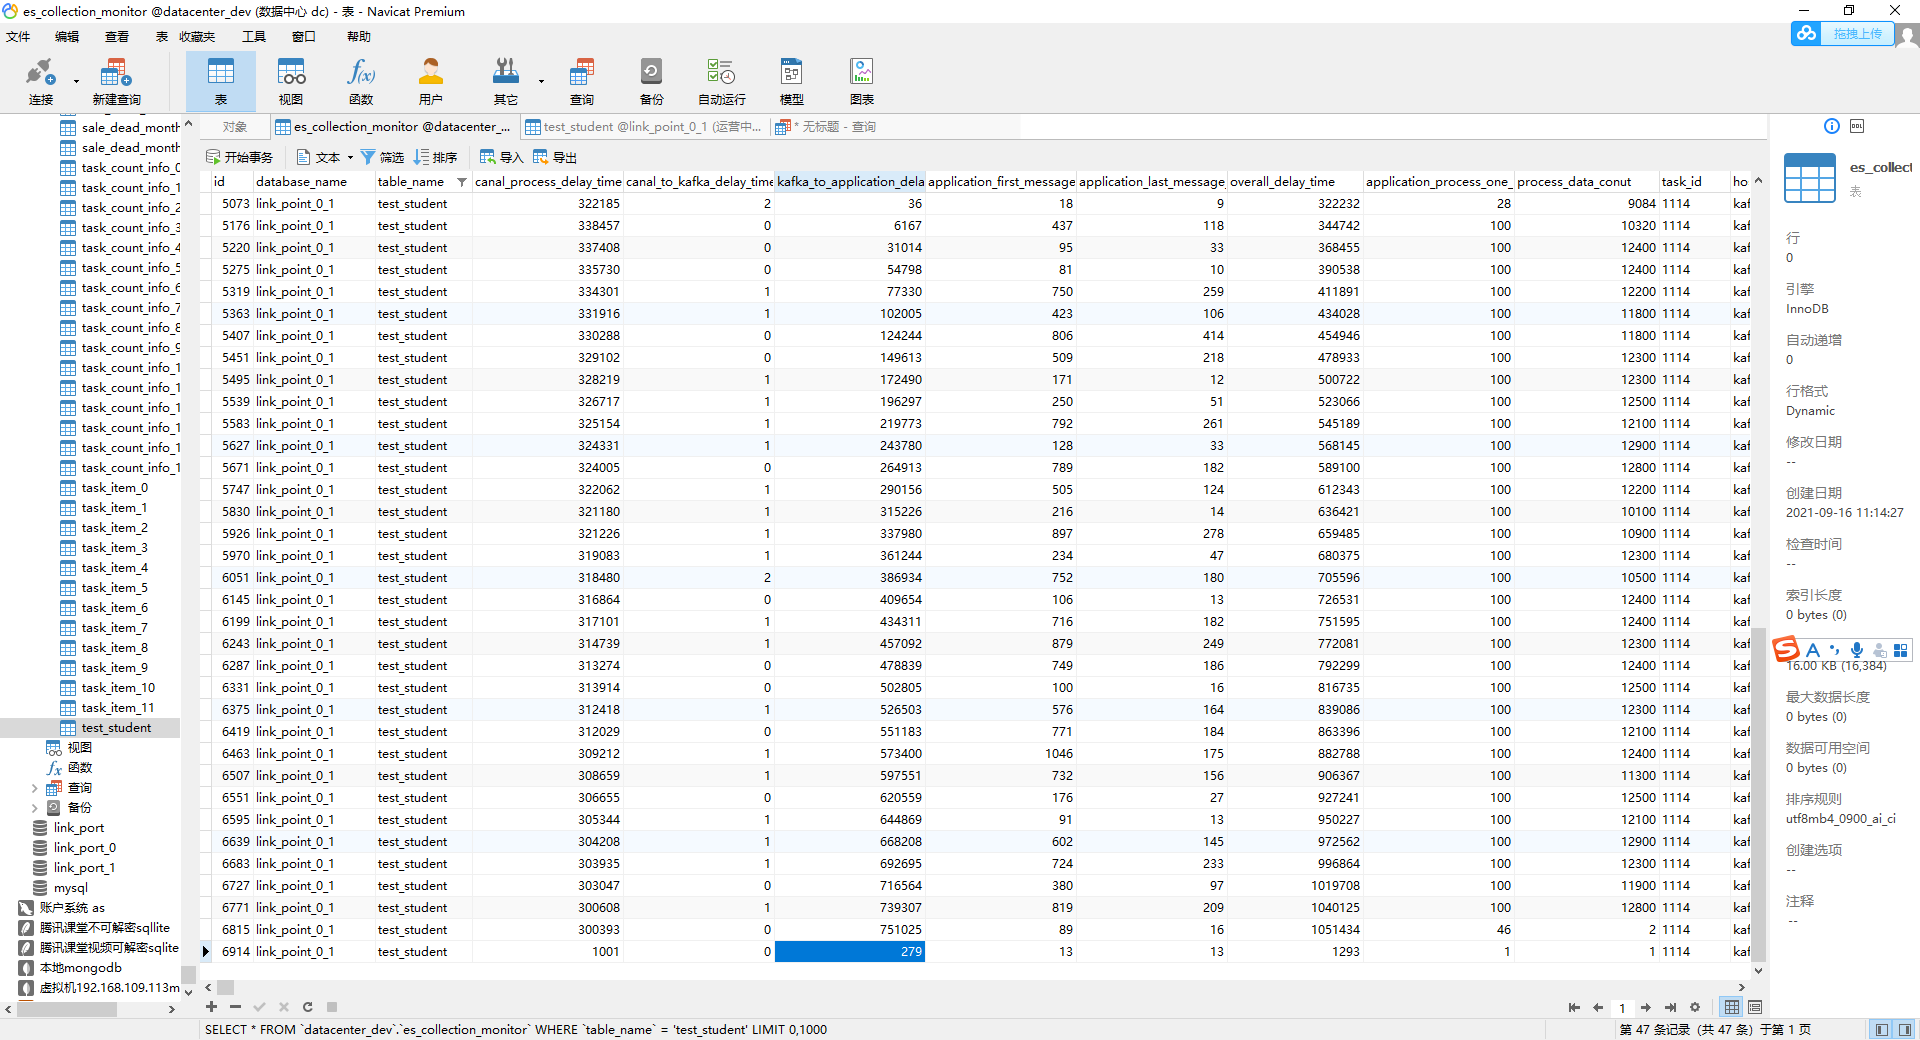 es_collection_monitor @datacenter_dev (数据中心 dc) - 表 - Navicat Premium
文件 编辑 查看 表 收藏夹 工具 窗口 帮助
拖拽上传
连接 新建查询 表 视图 函数 用户 其它 查询 备份 自动运行 模型 图表
对象 es_collection_monitor @datacenter_... test_student @link_point_0_1 (运营中... * 无标题 - 查询
开始事务 文本 筛选 排序 导入 导出
id database_name table_name canal_process_delay_time canal_to_kafka_delay_time kafka_to_application_dela application_first_message application_last_message_ overall_delay_time application_process_one_ process_data_conut task_id ho
5073 link_point_0_1 test_student 322185 2 36 18 9 322232 28 9084 1114 kaf
5176 link_point_0_1 test_student 338457 0 6167 437 118 344742 100 10320 1114 kaf
5220 link_point_0_1 test_student 337408 0 31014 95 33 368455 100 12400 1114 kaf
5275 link_point_0_1 test_student 335730 0 54798 81 10 390538 100 12400 1114 kaf
5319 link_point_0_1 test_student 334301 1 77330 750 259 411891 100 12200 1114 kaf
5363 link_point_0_1 test_student 331916 1 102005 423 106 434028 100 11800 1114 kaf
5407 link_point_0_1 test_student 330288 0 124244 806 414 454946 100 11800 1114 kaf
5451 link_point_0_1 test_student 329102 0 149613 509 218 478933 100 12300 1114 kaf
5495 link_point_0_1 test_student 328219 1 172490 171 12 500722 100 12300 1114 kaf
5539 link_point_0_1 test_student 326717 1 196297 250 51 523066 100 12500 1114 kaf
5583 link_point_0_1 test_student 325154 1 219773 792 261 545189 100 12100 1114 kaf
5627 link_point_0_1 test_student 324331 1 243780 128 33 568145 100 12900 1114 kaf
5671 link_point_0_1 test_student 324005 0 264913 789 182 589100 100 12800 1114 kaf
5747 link_point_0_1 test_student 322062 1 290156 505 124 612343 100 12200 1114 kaf
5830 link_point_0_1 test_student 321180 1 315226 216 14 636421 100 10100 1114 kaf
5926 link_point_0_1 test_student 321226 1 337980 897 278 659485 100 10900 1114 kaf
5970 link_point_0_1 test_student 319083 1 361244 234 47 680375 100 12300 1114 kaf
6051 link_point_0_1 test_student 318480 2 386934 752 180 705596 100 10500 1114 kaf
6145 link_point_0_1 test_student 316864 0 409654 106 13 726531 100 12400 1114 kaf
6199 link_point_0_1 test_student 317101 1 434311 716 182 751595 100 12400 1114 kaf
6243 link_point_0_1 test_student 314739 1 457092 879 249 772081 100 12300 1114 kaf
6287 link_point_0_1 test_student 313274 0 478839 749 186 792299 100 12400 1114 kaf
6331 link_point_0_1 test_student 313914 0 502805 100 16 816735 100 12500 1114 kaf
6375 link_point_0_1 test_student 312418 1 526503 576 164 839086 100 12300 1114 kaf
6419 link_point_0_1 test_student 312029 0 551183 771 184 863396 100 12100 1114 kaf
6463 link_point_0_1 test_student 309212 1 573400 1046 175 882788 100 12400 1114 kaf
6507 link_point_0_1 test_student 308659 1 597551 732 156 906367 100 11300 1114 kaf
6551 link_point_0_1 test_student 306655 0 620559 176 27 927241 100 12500 1114 kaf
6595 link_point_0_1 test_student 305344 1 644869 91 13 950227 100 12100 1114 kaf
6639 link_point_0_1 test_student 304208 1 668208 602 145 972562 100 12900 1114 kaf
6683 link_point_0_1 test_student 303935 1 692695 724 233 996864 100 12300 1114 kaf
6727 link_point_0_1 test_student 303047 0 716564 380 97 1019708 100 11900 1114 kaf
6771 link_point_0_1 test_student 300608 1 739307 819 209 1040125 100 12800 1114 kaf
6815 link_point_0_1 test_student 300393 0 751025 89 16 1051434 46 2 1114 kaf
6914 link_point_0_1 test_student 1001 0 279 13 13 1293 1 1 1114 kaf
sale_dead_month
sale_dead_month
task_count_info_0
task_count_info_1
task_count_info_2
task_count_info_3
task_count_info_4
task_count_info_5
task_count_info_6
task_count_info_7
task_count_info_8
task_count_info_9
task_count_info_1
task_count_info_1
task_count_info_1
task_count_info_1
task_count_info_1
task_count_info_1
task_item_0
task_item_1
task_item_2
task_item_3
task_item_4
task_item_5
task_item_6
task_item_7
task_item_8
task_item_9
task_item_10
task_item_11
test_student
视图
函数
查询
备份
link_port
link_port_0
link_port_1
mysql
账户系统 as
腾讯课堂不可解密sqllite
腾讯课堂视频可解密sqlite
本地mongodb
虚拟机192.168.109.113m
es_collect
表
行
0
引擎
InnoDB
自动递增
0
行格式
Dynamic
修改日期
--
创建日期
2021-09-16 11:14:27
检查时间
--
索引长度
0 bytes (0)
16.00 KB (16,384)
最大数据长度
0 bytes (0)
数据可用空间
0 bytes (0)
排序规则
utf8mb4_0900_ai_ci
创建选项
--
注释
--
1
SELECT * FROM `datacenter_dev`.`es_collection_monitor` WHERE `table_name` = 'test_student' LIMIT 0,1000
第 47 条记录 (共 47 条) 于第 1 页